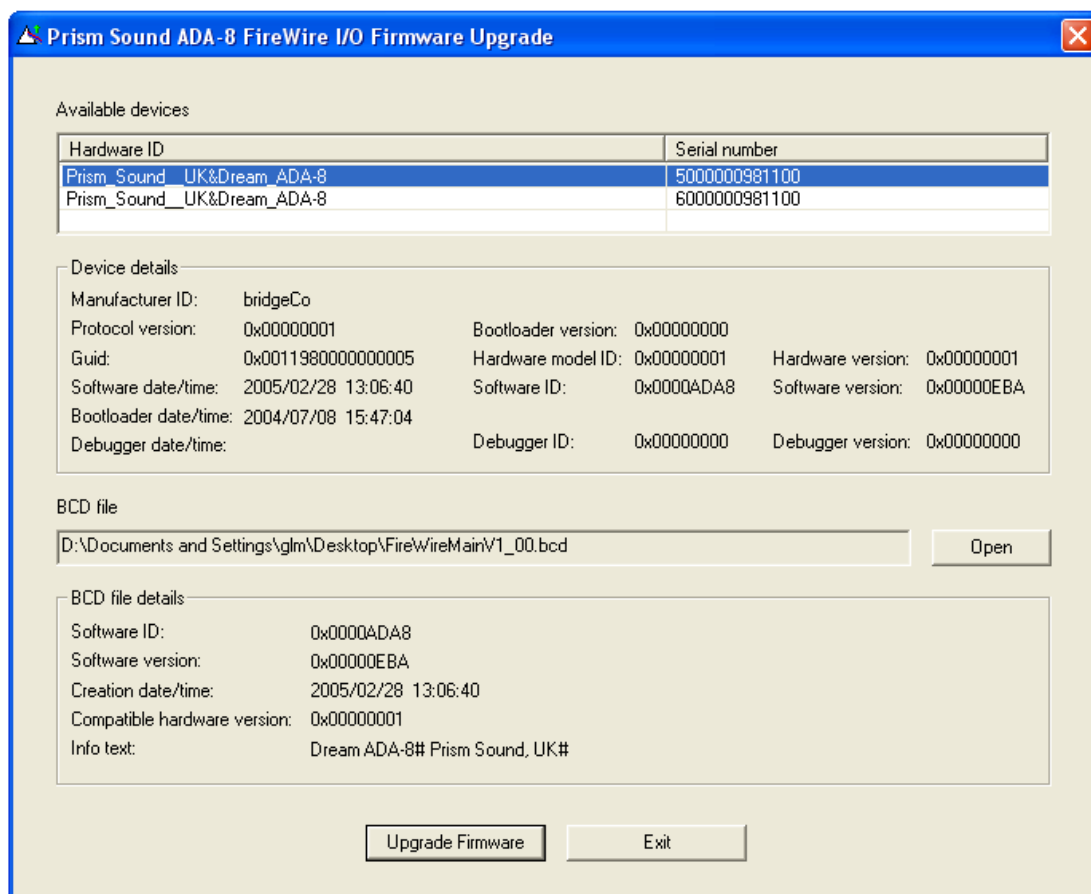 Prism Sound ADA-8 FireWire I/O Firmware Upgrade
Available devices
Hardware ID Serial number
Prism_Sound__UK&Dream_ADA-8 5000000981100
Prism_Sound__UK&Dream_ADA-8 6000000981100
Device details
Manufacturer ID: bridgeCo
Protocol version: 0x00000001 Bootloader version: 0x00000000
Guid: 0x0011980000000005 Hardware model ID: 0x00000001 Hardware version: 0x00000001
Software date/time: 2005/02/28 13:06:40 Software ID: 0x0000ADA8 Software version: 0x00000EBA
Bootloader date/time: 2004/07/08 15:47:04
Debugger date/time: Debugger ID: 0x00000000 Debugger version: 0x00000000
BCD file
D:\Documents and Settings\glm\Desktop\FireWireMainV1_00.bcd Open
BCD file details
Software ID: 0x0000ADA8
Software version: 0x00000EBA
Creation date/time: 2005/02/28 13:06:40
Compatible hardware version: 0x00000001
Info text: Dream ADA-8# Prism Sound, UK#
Upgrade Firmware Exit